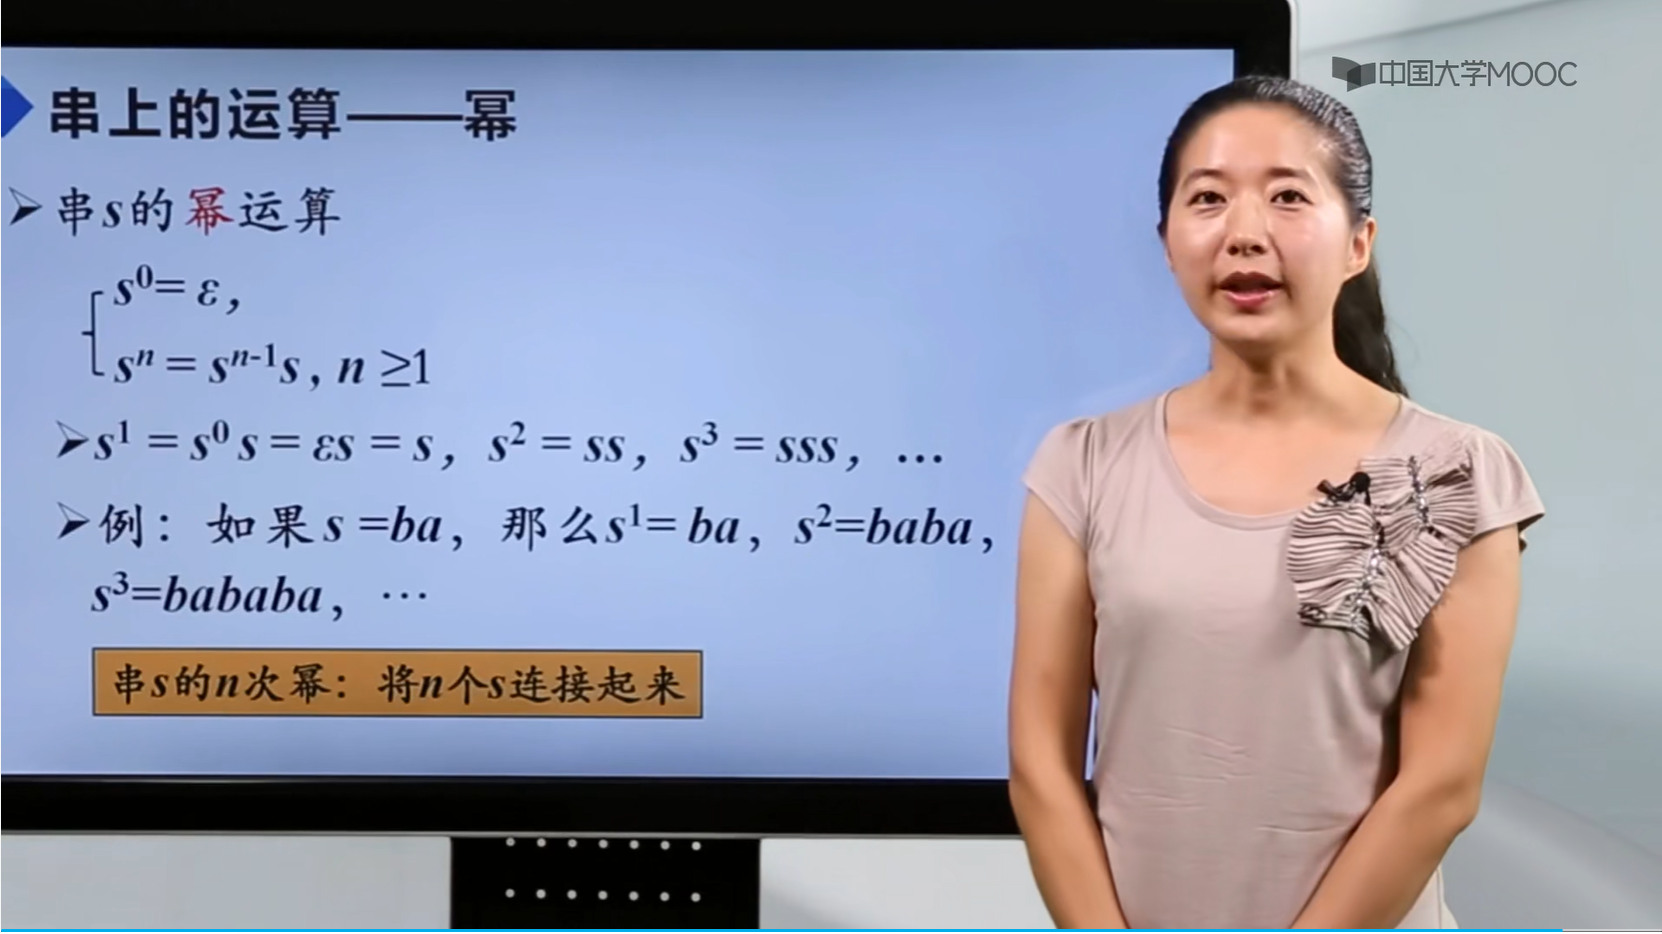 中国大学MOOC
串上的运算——幂
➢串s的幂运算
s⁰= ε,
sⁿ = sⁿ⁻¹s , n ≥1
➢s¹ = s⁰ s = εs = s，s² = ss，s³ = sss，…
➢例：如果s =ba，那么s¹= ba，s²=baba，
s³=bababa，…
串s的n次幂：将n个s连接起来